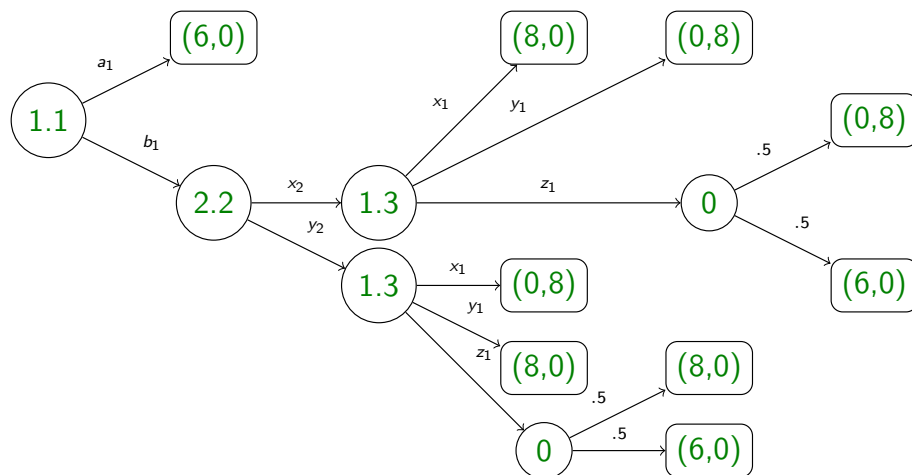 (6,0)
(8,0)
(0,8)
a1
x1
y1
1.1
(0,8)
b1
.5
2.2
x2
1.3
z1
0
y2
.5
1.3
x1
(0,8)
(6,0)
y1
z1
(8,0)
(8,0)
.5
.5
0
(6,0)